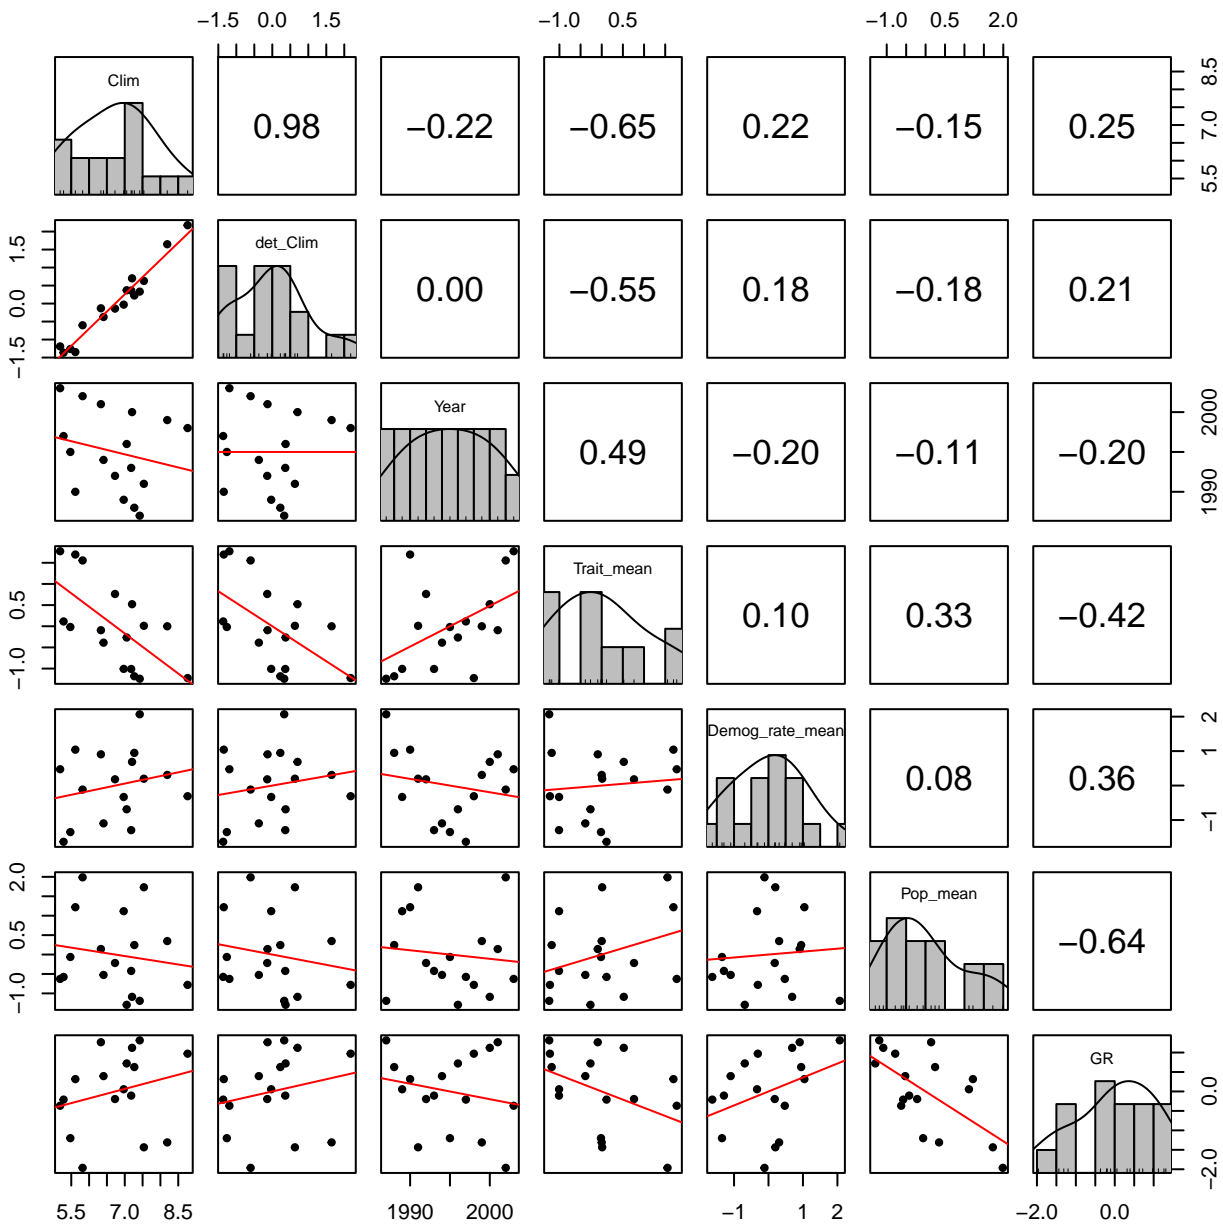 −1.5 0.0 1.5 −1.0 0.5 −1.0 0.5 2.0
Clim 0.98 −0.22 −0.65 0.22 −0.15 0.25 5.5 7.0 8.5
−1.5 0.0 1.5 det_Clim 0.00 −0.55 0.18 −0.18 0.21
Year 0.49 −0.20 −0.11 −0.20 1990 2000
−1.0 0.5 Trait_mean 0.10 0.33 −0.42
Demog_rate_mean 0.08 0.36 −1 1 2
−1.0 0.5 2.0 Pop_mean −0.64
GR −2.0 0.0
5.5 7.0 8.5 1990 2000 −1 1 2 −2.0 0.0